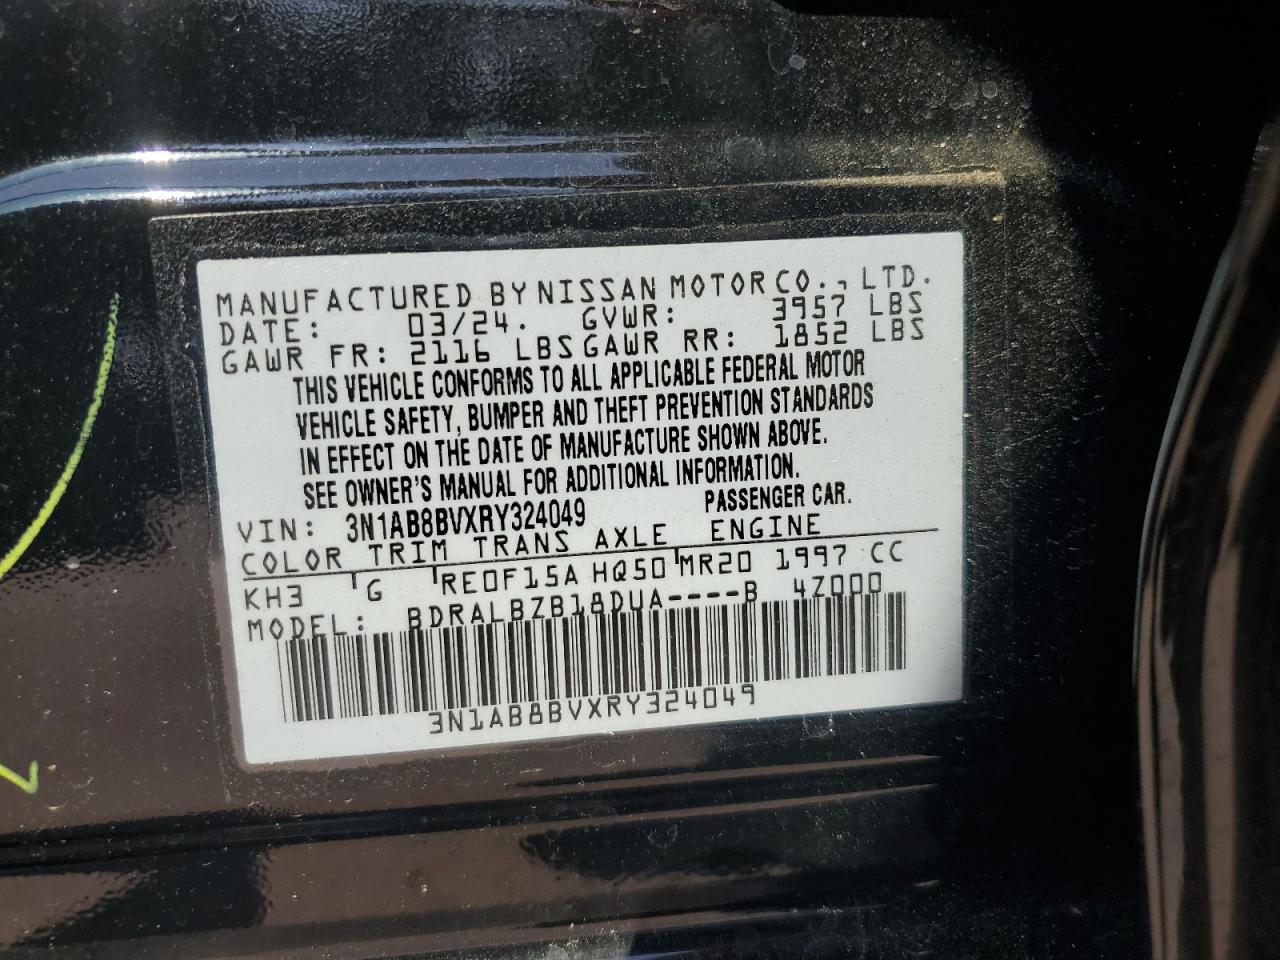 MANUFACTURED BY NISSAN MOTOR CO., LTD.
DATE: 03/24. GVWR: 3957 LBS
GAWR FR: 2116 LBS GAWR RR: 1852 LBS
THIS VEHICLE CONFORMS TO ALL APPLICABLE FEDERAL MOTOR
VEHICLE SAFETY, BUMPER AND THEFT PREVENTION STANDARDS
IN EFFECT ON THE DATE OF MANUFACTURE SHOWN ABOVE.
SEE OWNER'S MANUAL FOR ADDITIONAL INFORMATION.
VIN: 3N1AB8BVXRY324049 PASSENGER CAR.
COLOR TRIM TRANS AXLE ENGINE
KH3 G RE0F15A HQ50 MR20 1997 CC
MODEL: BDRALBZB18DUA----B 4Z000
3N1AB8BVXRY324049